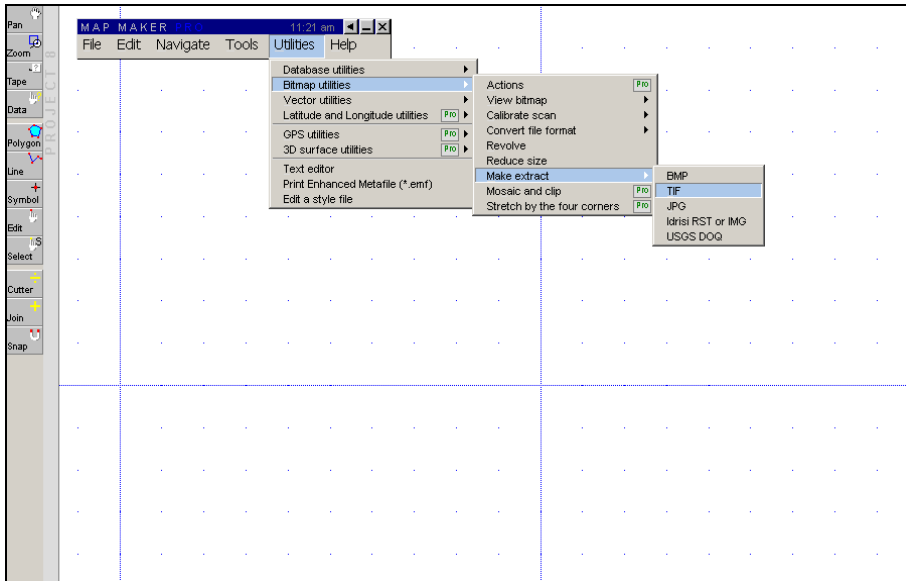 MAP MAKER PRO 11:21 am
File Edit Navigate Tools Utilities Help
Pan
Zoom
Tape
Data
Polygon
Line
Symbol
Edit
Select
Cutter
Join
Snap
PROJECT 8
Database utilities
Bitmap utilities
Vector utilities
Latitude and Longitude utilities Pro
GPS utilities Pro
3D surface utilities Pro
Text editor
Print Enhanced Metafile (*.emf)
Edit a style file
Actions Pro
View bitmap
Calibrate scan
Convert file format
Revolve
Reduce size
Make extract
Mosaic and clip Pro
Stretch by the four corners Pro
BMP
TIF
JPG
Idrisi RST or IMG
USGS DOQ